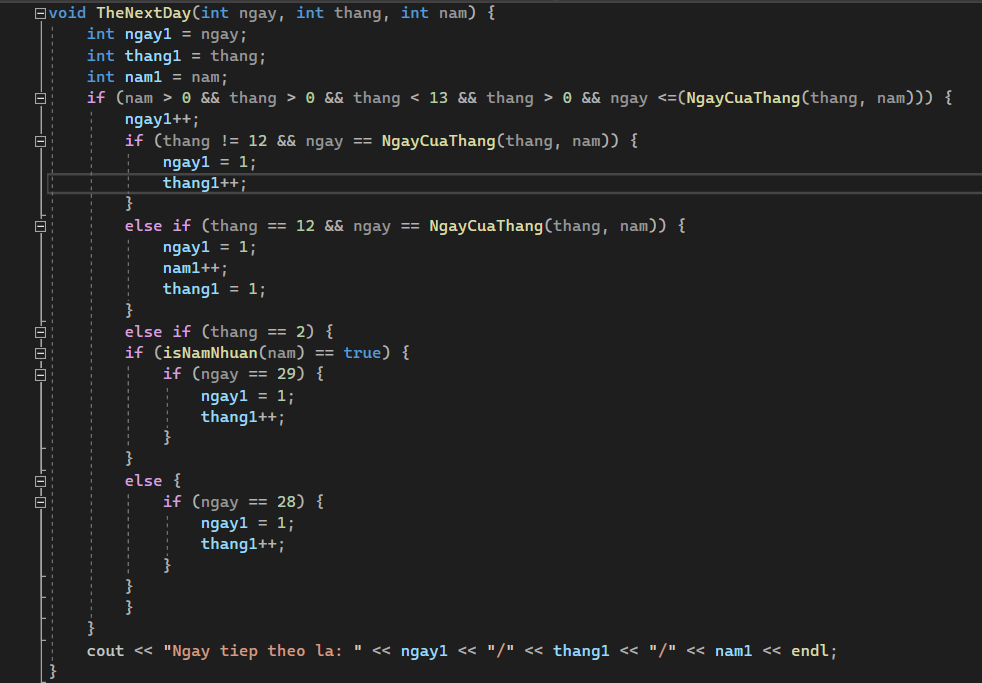 void TheNextDay(int ngay, int thang, int nam) {
    int ngay1 = ngay;
    int thang1 = thang;
    int nam1 = nam;
    if (nam > 0 && thang > 0 && thang < 13 && thang > 0 && ngay <=(NgayCuaThang(thang, nam))) {
        ngay1++;
        if (thang != 12 && ngay == NgayCuaThang(thang, nam)) {
            ngay1 = 1;
            thang1++;
        }
        else if (thang == 12 && ngay == NgayCuaThang(thang, nam)) {
            ngay1 = 1;
            nam1++;
            thang1 = 1;
        }
        else if (thang == 2) {
        if (isNamNhuan(nam) == true) {
            if (ngay == 29) {
                ngay1 = 1;
                thang1++;
            }
        }
        else {
            if (ngay == 28) {
                ngay1 = 1;
                thang1++;
            }
        }
        }
    }
    cout << "Ngay tiep theo la: " << ngay1 << "/" << thang1 << "/" << nam1 << endl;
}